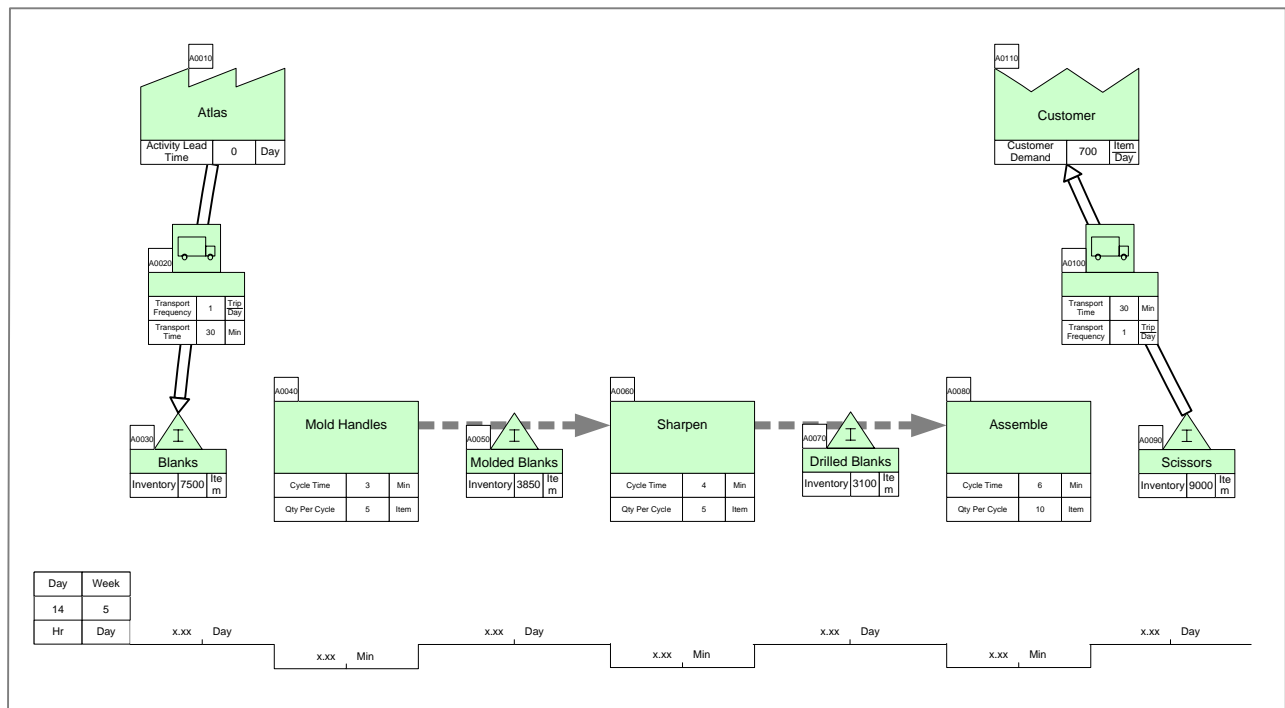 A0010
Atlas
Activity Lead
Time
0
Day
A0110
Customer
Customer
Demand
700
Item
Day
A0020
Transport
Frequency
1
Trip
Day
Transport
Time
30
Min
A0100
Transport
Time
30
Min
Transport
Frequency
1
Trip
Day
A0030
I
Blanks
Inventory
7500
Ite
m
A0040
Mold Handles
Cycle Time
3
Min
Qty Per Cycle
5
Item
A0050
I
Molded Blanks
Inventory
3850
Ite
m
A0060
Sharpen
Cycle Time
4
Min
Qty Per Cycle
5
Item
A0070
I
Drilled Blanks
Inventory
3100
Ite
m
A0080
Assemble
Cycle Time
6
Min
Qty Per Cycle
10
Item
A0090
I
Scissors
Inventory
9000
Ite
m
Day
Week
14
5
Hr
Day
x.xx Day
x.xx Min
x.xx Day
x.xx Min
x.xx Day
x.xx Min
x.xx Day